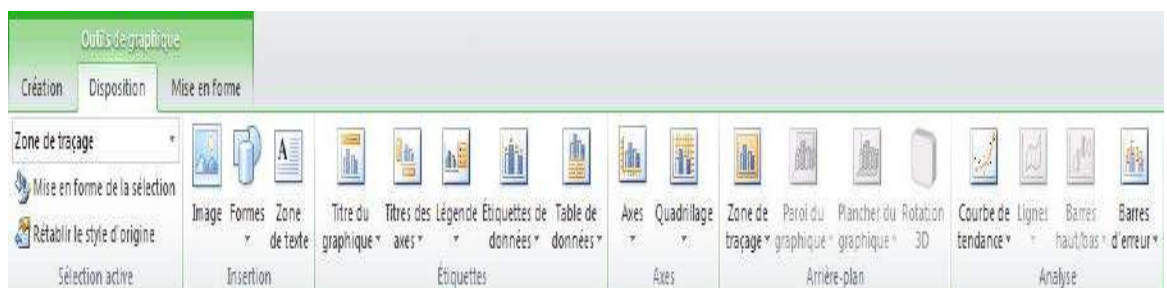 Outils de graphique
Création Disposition Mise en forme
Zone de traçage
Mise en forme de la sélection
Rétablir le style d'origine
Sélection active
Image Formes Zone de texte
Insertion
Titre du graphique Titres des axes Légende Étiquettes de données Table de données
Étiquettes
Axes Quadrillage
Axes
Zone de traçage Paroi du graphique Plancher du graphique Rotation 3D
Arrière-plan
Courbe de tendance Lignes Barres haut/bas Barres d'erreur
Analyse